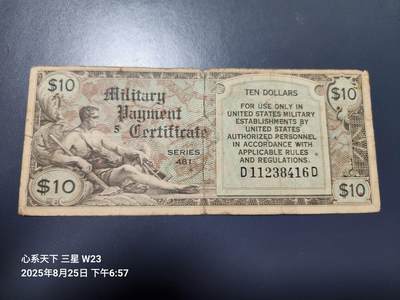 $10
Military
Payment
5
Certificate
SERIES
481
$10
TEN DOLLARS
$10
FOR USE ONLY IN
UNITED STATES MILITARY
ESTABLISHMENTS BY
UNITED STATES
AUTHORIZED PERSONNEL
IN ACCORDANCE WITH
APPLICABLE RULES
AND REGULATIONS.
D11238416D
$10
心系天下 三星 W23
2025年8月25日 下午6:57